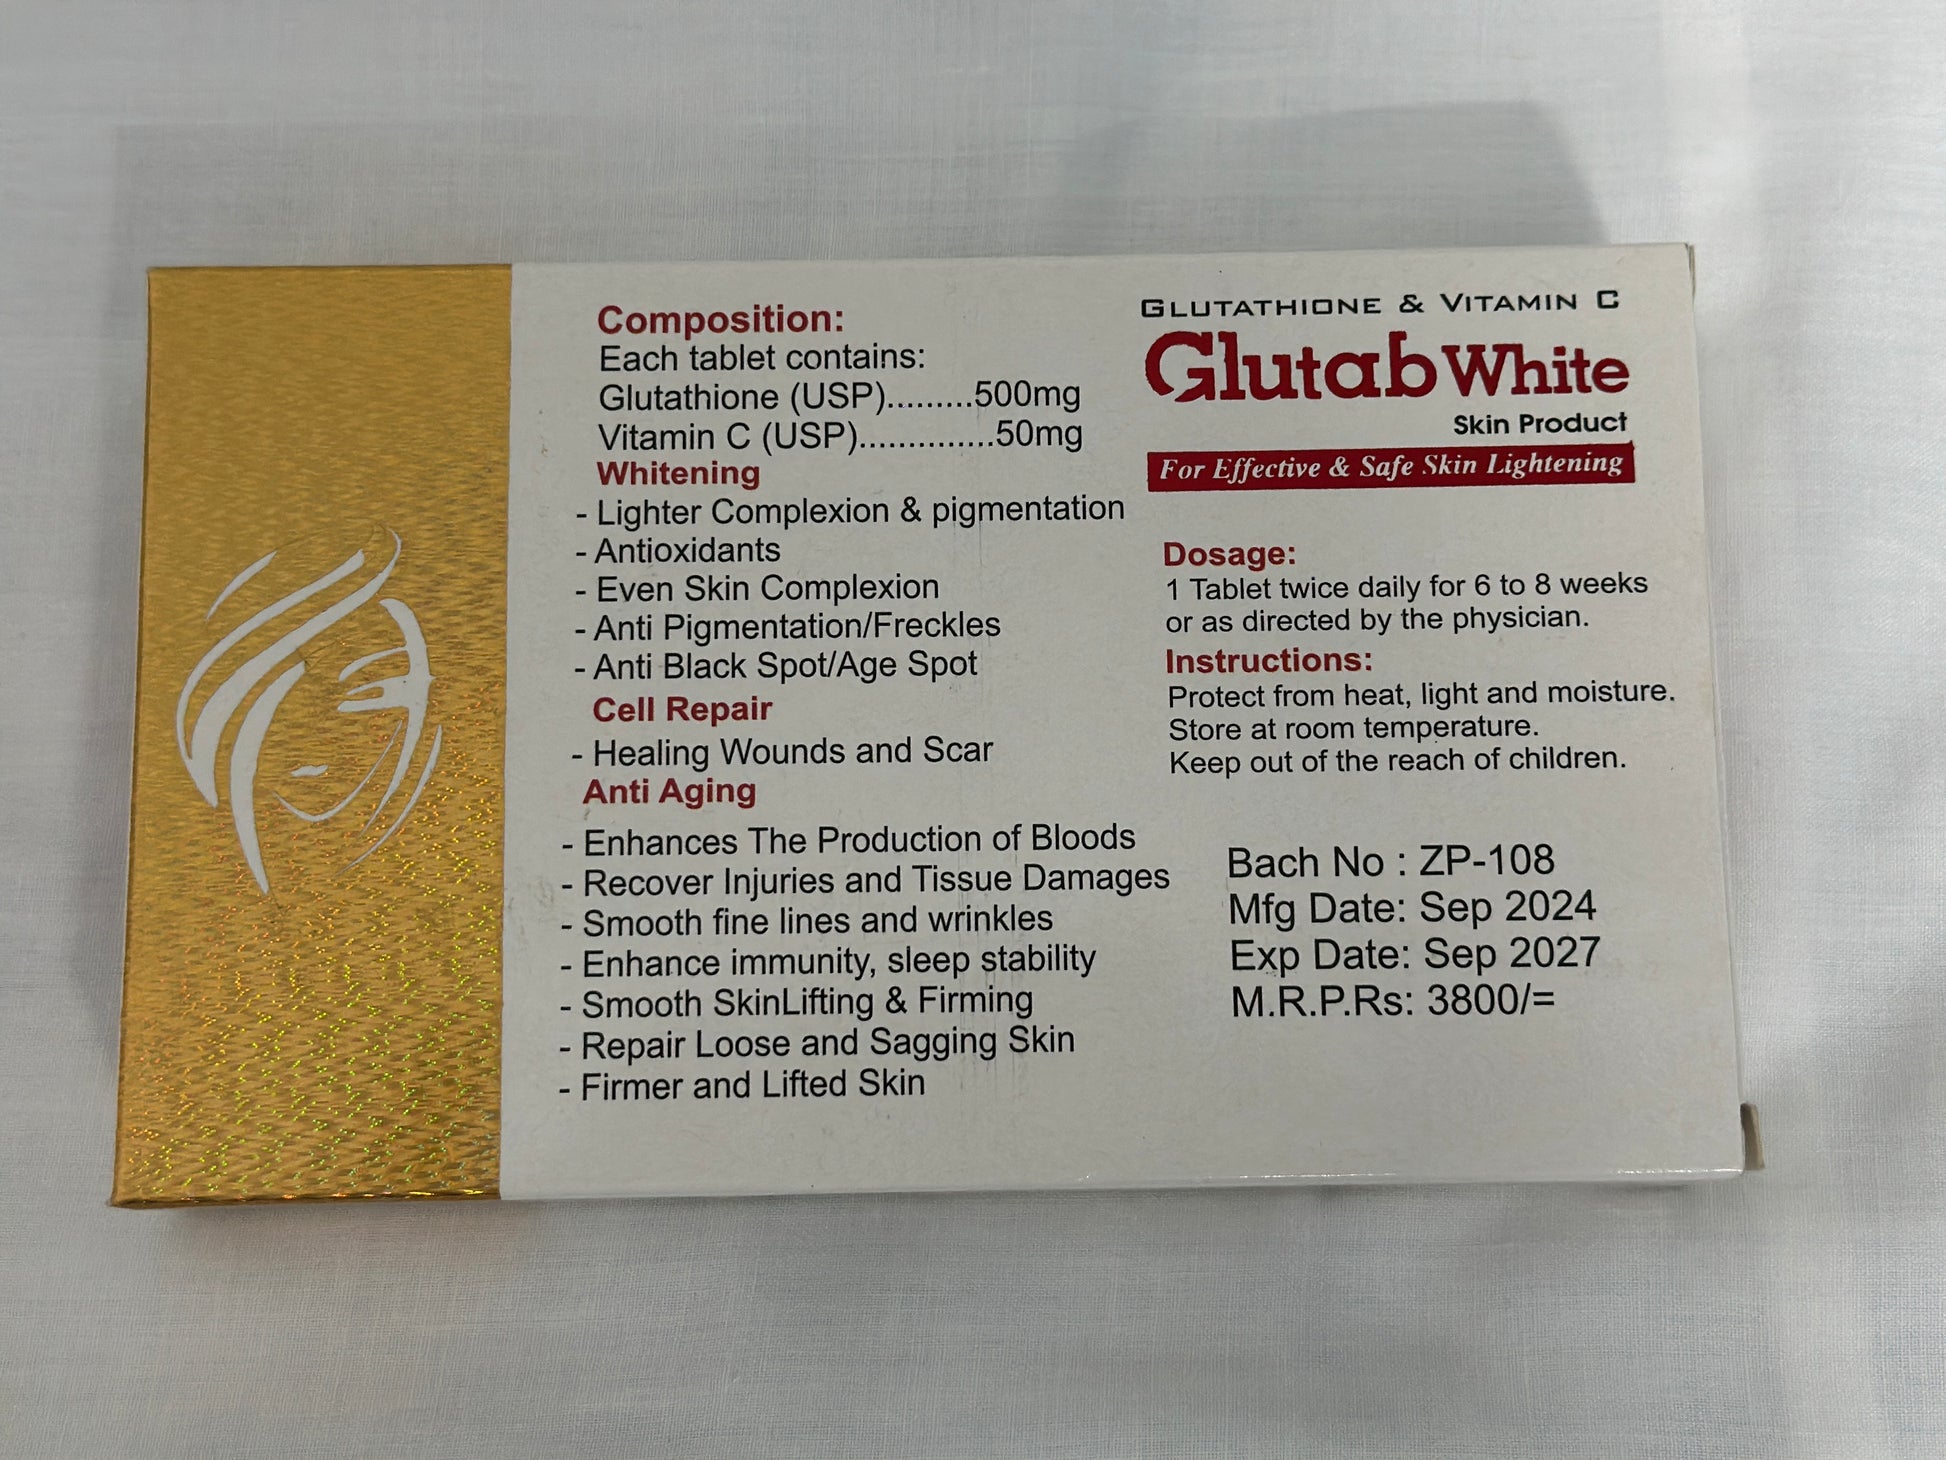 Composition:
Each tablet contains:
Glutathione (USP).........500mg
Vitamin C (USP)..............50mg
Whitening
- Lighter Complexion & pigmentation
- Antioxidants
- Even Skin Complexion
- Anti Pigmentation/Freckles
- Anti Black Spot/Age Spot
Cell Repair
- Healing Wounds and Scar
Anti Aging
- Enhances The Production of Bloods
- Recover Injuries and Tissue Damages
- Smooth fine lines and wrinkles
- Enhance immunity, sleep stability
- Smooth SkinLifting & Firming
- Repair Loose and Sagging Skin
- Firmer and Lifted Skin
GLUTATHIONE & VITAMIN C
Glutab White
Skin Product
For Effective & Safe Skin Lightening
Dosage:
1 Tablet twice daily for 6 to 8 weeks
or as directed by the physician.
Instructions:
Protect from heat, light and moisture.
Store at room temperature.
Keep out of the reach of children.
Bach No : ZP-108
Mfg Date: Sep 2024
Exp Date: Sep 2027
M.R.P.Rs: 3800/=